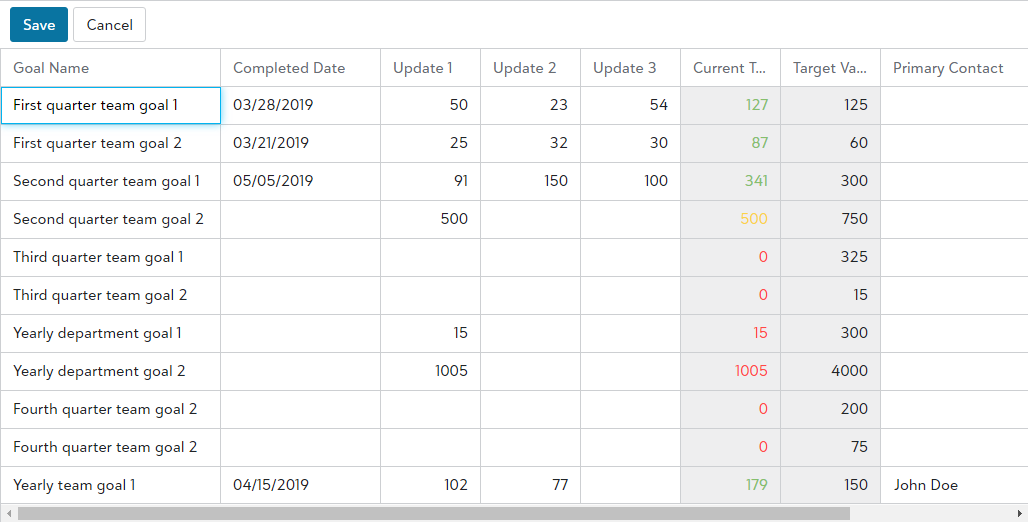 Save Cancel
Goal Name Completed Date Update 1 Update 2 Update 3 Current T... Target Va... Primary Contact
First quarter team goal 1 03/28/2019 50 23 54 127 125
First quarter team goal 2 03/21/2019 25 32 30 87 60
Second quarter team goal 1 05/05/2019 91 150 100 341 300
Second quarter team goal 2 500 500 750
Third quarter team goal 1 0 325
Third quarter team goal 2 0 15
Yearly department goal 1 15 15 300
Yearly department goal 2 1005 1005 4000
Fourth quarter team goal 2 0 200
Fourth quarter team goal 2 0 75
Yearly team goal 1 04/15/2019 102 77 179 150 John Doe